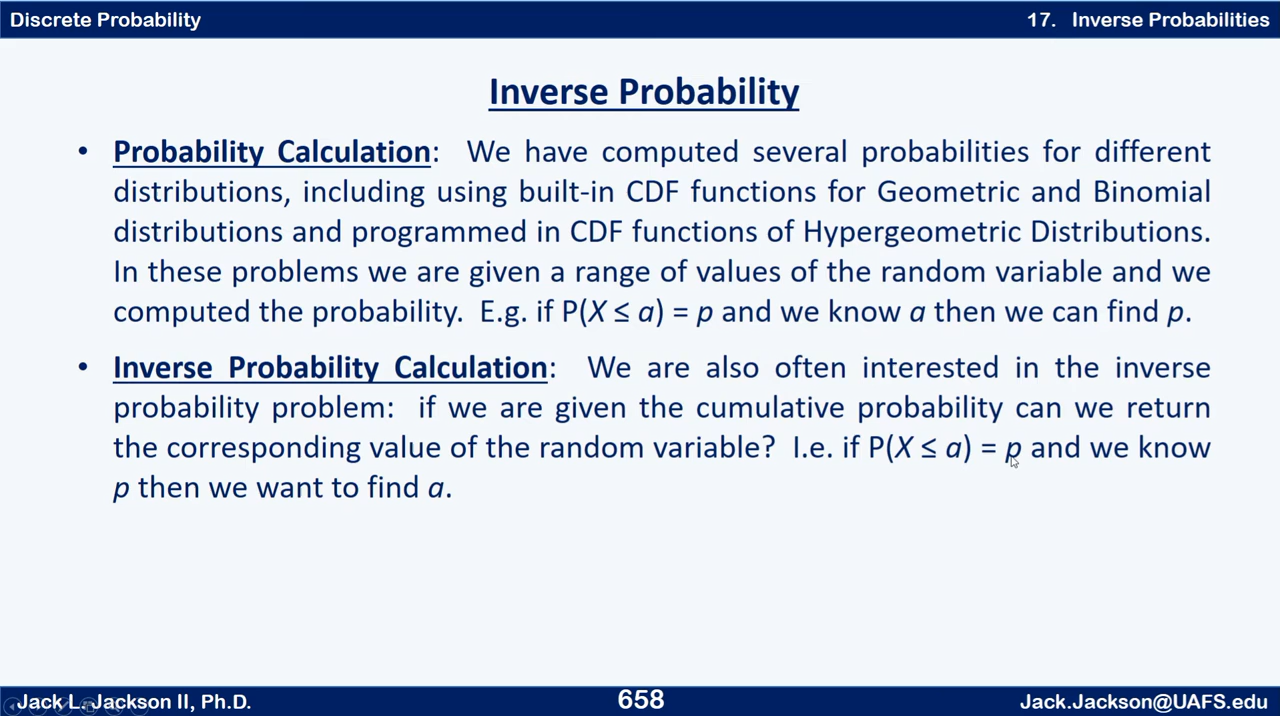 Discrete Probability
17. Inverse Probabilities
Inverse Probability
• Probability Calculation: We have computed several probabilities for different
distributions, including using built-in CDF functions for Geometric and Binomial
distributions and programmed in CDF functions of Hypergeometric Distributions.
In these problems we are given a range of values of the random variable and we
computed the probability. E.g. if P(X ≤ a) = p and we know a then we can find p.
• Inverse Probability Calculation: We are also often interested in the inverse
probability problem: if we are given the cumulative probability can we return
the corresponding value of the random variable? I.e. if P(X ≤ a) = p and we know
p then we want to find a.
Jack L. Jackson II, Ph.D.
658
Jack.Jackson@UAFS.edu